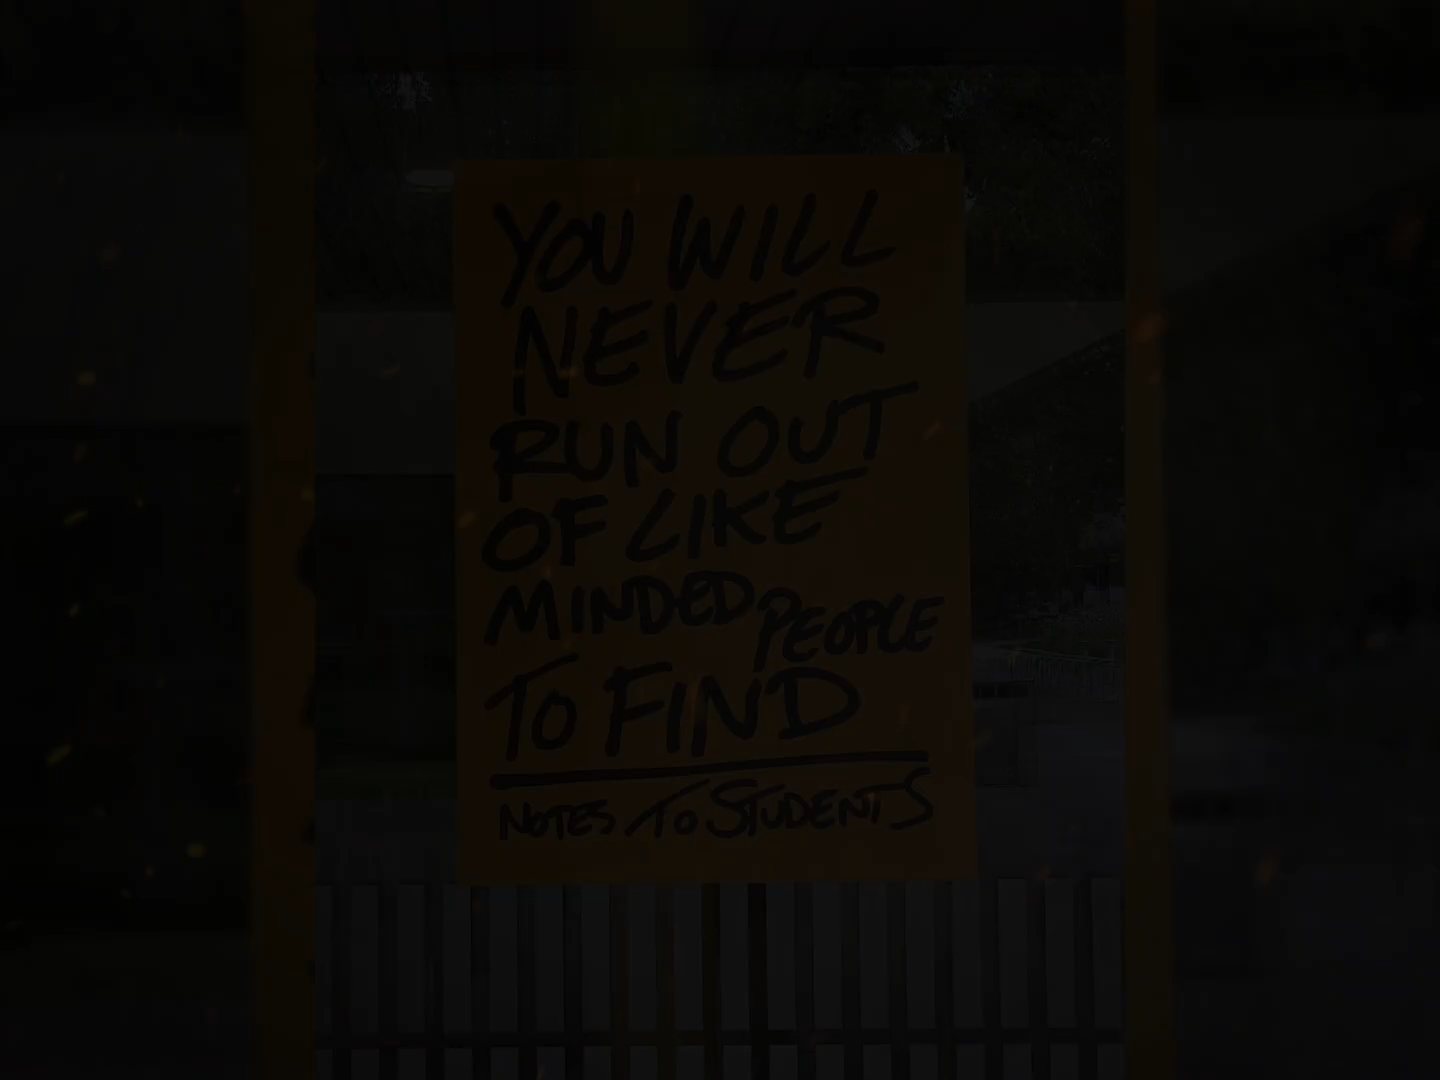 YOU WILL
NEVER
RUN OUT
OF LIKE
MINDED PEOPLE
TO FIND
NOTES TO STUDENTS